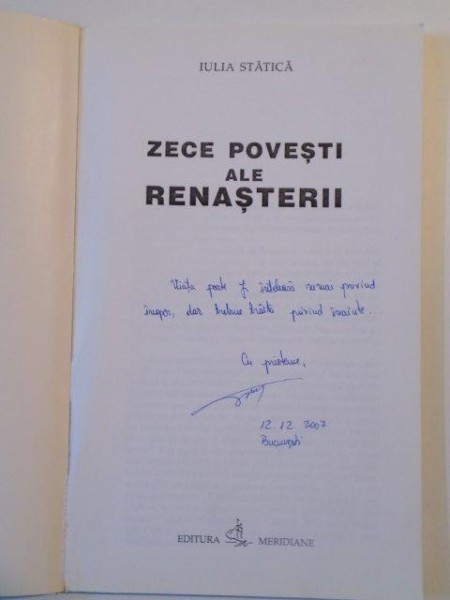 IULIA STĂTICĂ
ZECE POVEȘTI
ALE
RENAȘTERII
Viața poate fi înțeleasă numai privind
înapoi, dar trebuie trăită privind înainte.
Cu prietenie,
12.12.2007
București
EDITURA MERIDIANE